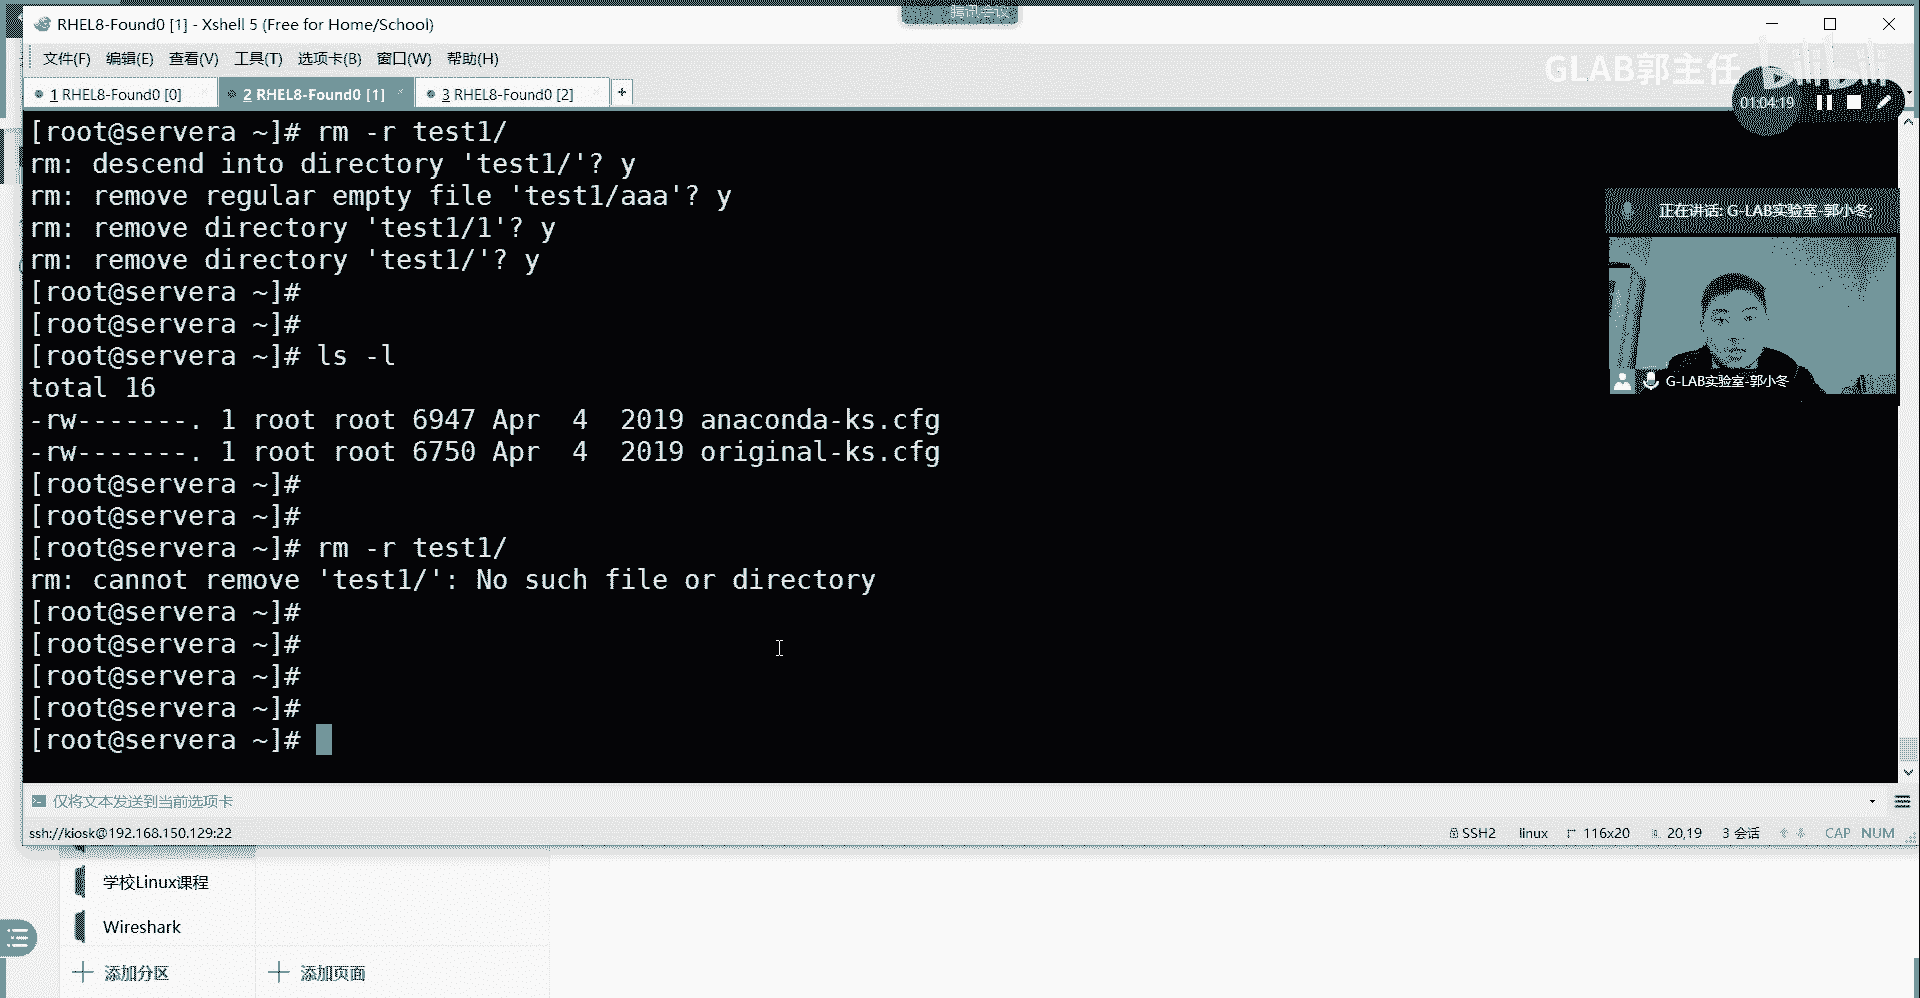 腾讯会议
RHEL8-Found0 [1] - Xshell 5 (Free for Home/School)
文件(F) 编辑(E) 查看(V) 工具(T) 选项卡(B) 窗口(W) 帮助(H)
GLAB郭主任 bilibili
1 RHEL8-Found0 [0] 2 RHEL8-Found0 [1] 3 RHEL8-Found0 [2] +
01:04:19
[root@servera ~]# rm -r test1/
rm: descend into directory 'test1/'? y
rm: remove regular empty file 'test1/aaa'? y
rm: remove directory 'test1/1'? y
rm: remove directory 'test1/'? y
[root@servera ~]#
[root@servera ~]#
[root@servera ~]# ls -l
total 16
-rw-------. 1 root root 6947 Apr  4  2019 anaconda-ks.cfg
-rw-------. 1 root root 6750 Apr  4  2019 original-ks.cfg
[root@servera ~]#
[root@servera ~]#
[root@servera ~]# rm -r test1/
rm: cannot remove 'test1/': No such file or directory
[root@servera ~]#
[root@servera ~]#
[root@servera ~]#
[root@servera ~]#
[root@servera ~]#
正在讲话: G-LAB实验室-郭小冬;
G-LAB实验室-郭小冬
仅将文本发送到当前选项卡
ssh://kiosk@192.168.150.129:22 SSH2 linux 116x20 20,19 3 会话 CAP NUM
学校Linux课程
Wireshark
添加分区 添加页面